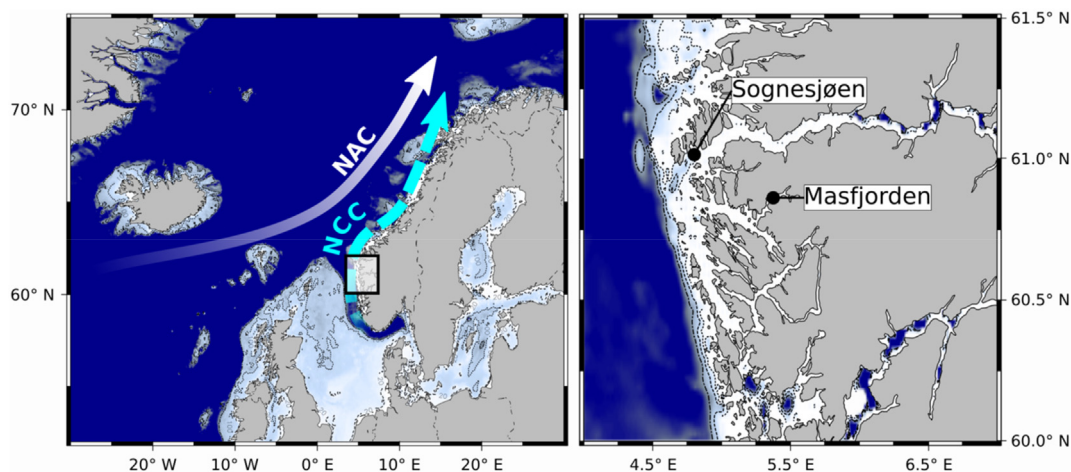 70° N
60° N
20° W
10° W
0° E
10° E
20° E
NAC
NCC
61.5° N
61.0° N
60.5° N
60.0° N
4.5° E
5.5° E
6.5° E
Sognesjøen
Masfjorden